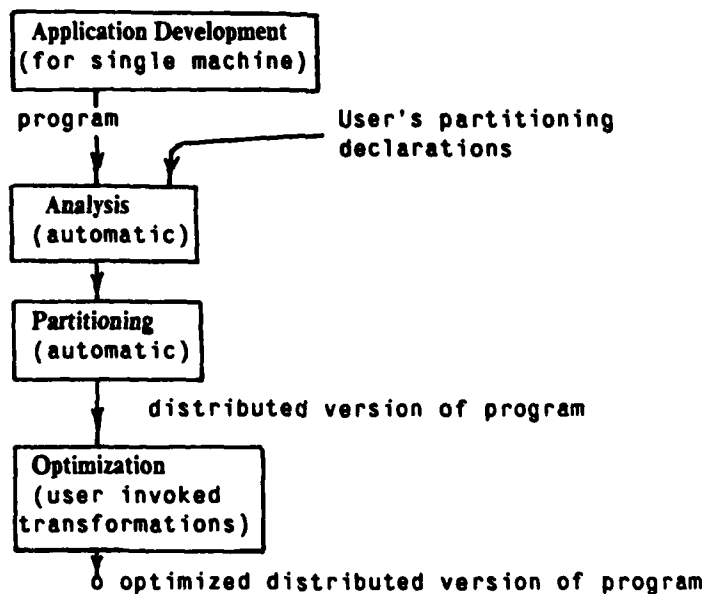 Application Development
(for single machine)
program
User's partitioning
declarations
Analysis
(automatic)
Partitioning
(automatic)
distributed version of program
Optimization
(user invoked
transformations)
optimized distributed version of program